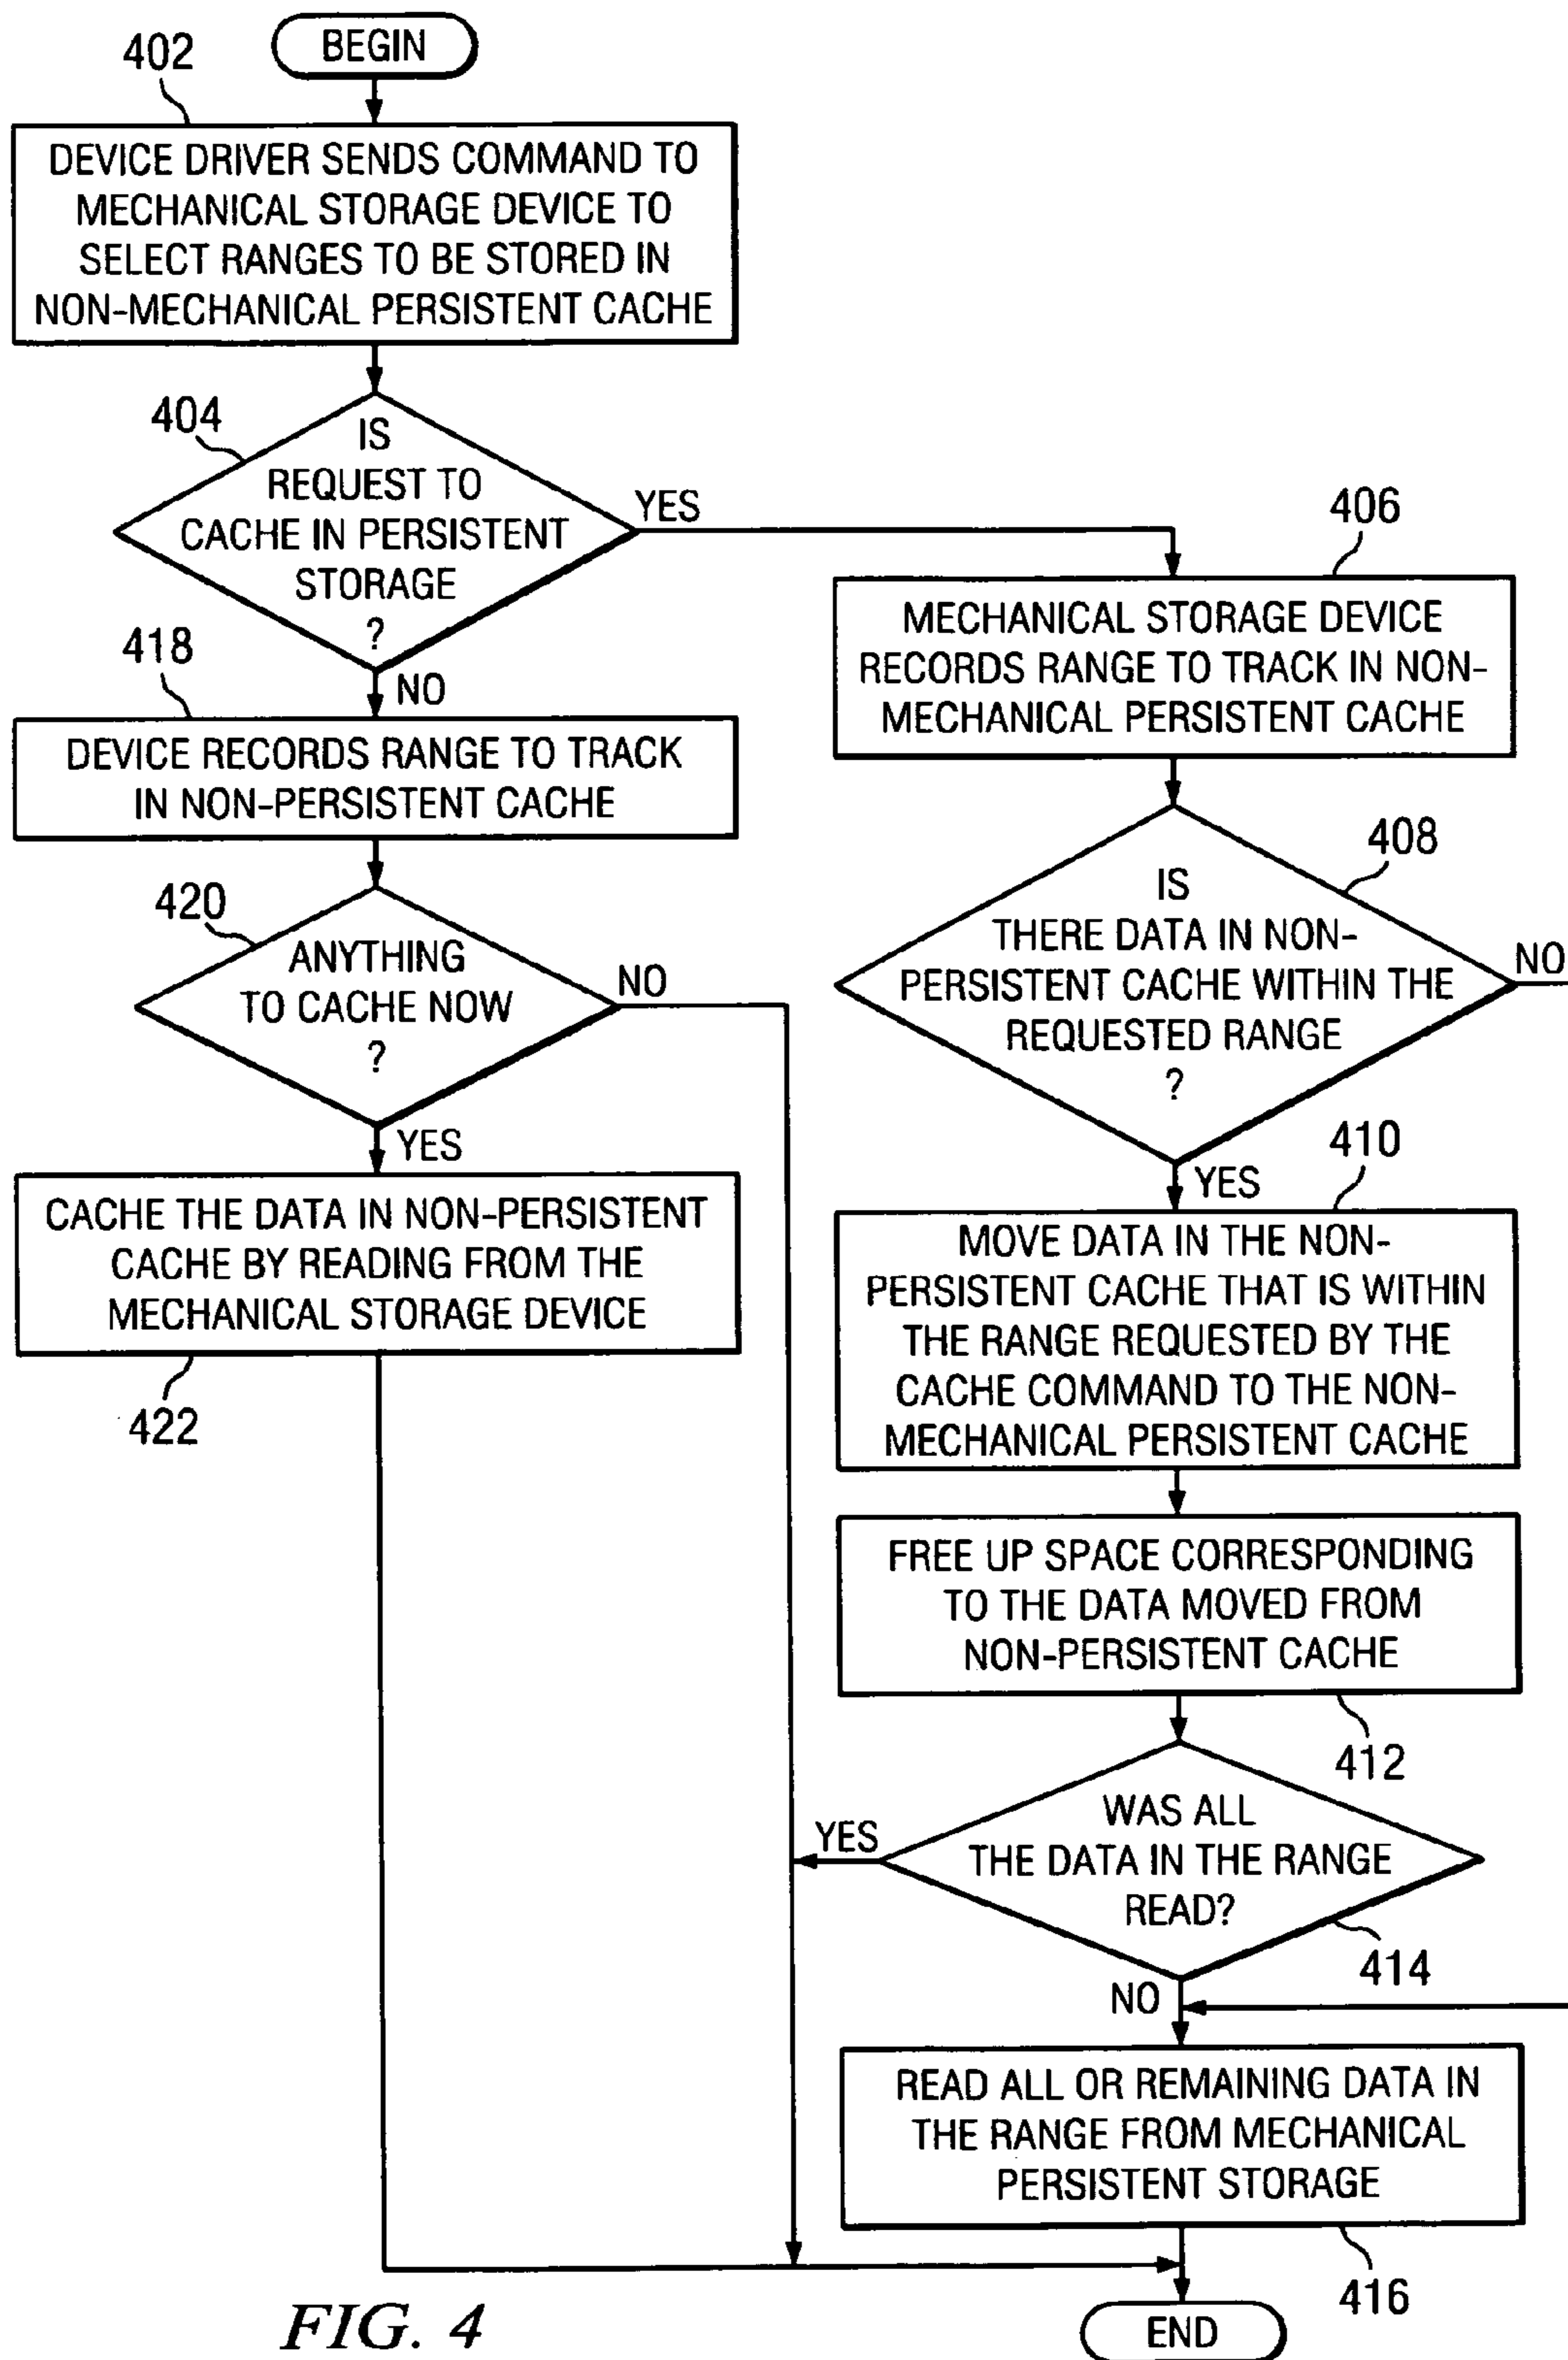 BEGIN
402
DEVICE DRIVER SENDS COMMAND TO
MECHANICAL STORAGE DEVICE TO
SELECT RANGES TO BE STORED IN
NON-MECHANICAL PERSISTENT CACHE
404
IS
REQUEST TO
CACHE IN PERSISTENT
STORAGE
?
YES
NO
406
MECHANICAL STORAGE DEVICE
RECORDS RANGE TO TRACK IN NON-
MECHANICAL PERSISTENT CACHE
418
DEVICE RECORDS RANGE TO TRACK
IN NON-PERSISTENT CACHE
408
IS
THERE DATA IN NON-
PERSISTENT CACHE WITHIN THE
REQUESTED RANGE
?
NO
YES
420
ANYTHING
TO CACHE NOW
?
NO
YES
CACHE THE DATA IN NON-PERSISTENT
CACHE BY READING FROM THE
MECHANICAL STORAGE DEVICE
422
410
MOVE DATA IN THE NON-
PERSISTENT CACHE THAT IS WITHIN
THE RANGE REQUESTED BY THE
CACHE COMMAND TO THE NON-
MECHANICAL PERSISTENT CACHE
FREE UP SPACE CORRESPONDING
TO THE DATA MOVED FROM
NON-PERSISTENT CACHE
412
WAS ALL
THE DATA IN THE RANGE
READ?
YES
414
NO
READ ALL OR REMAINING DATA IN
THE RANGE FROM MECHANICAL
PERSISTENT STORAGE
416
END
FIG. 4